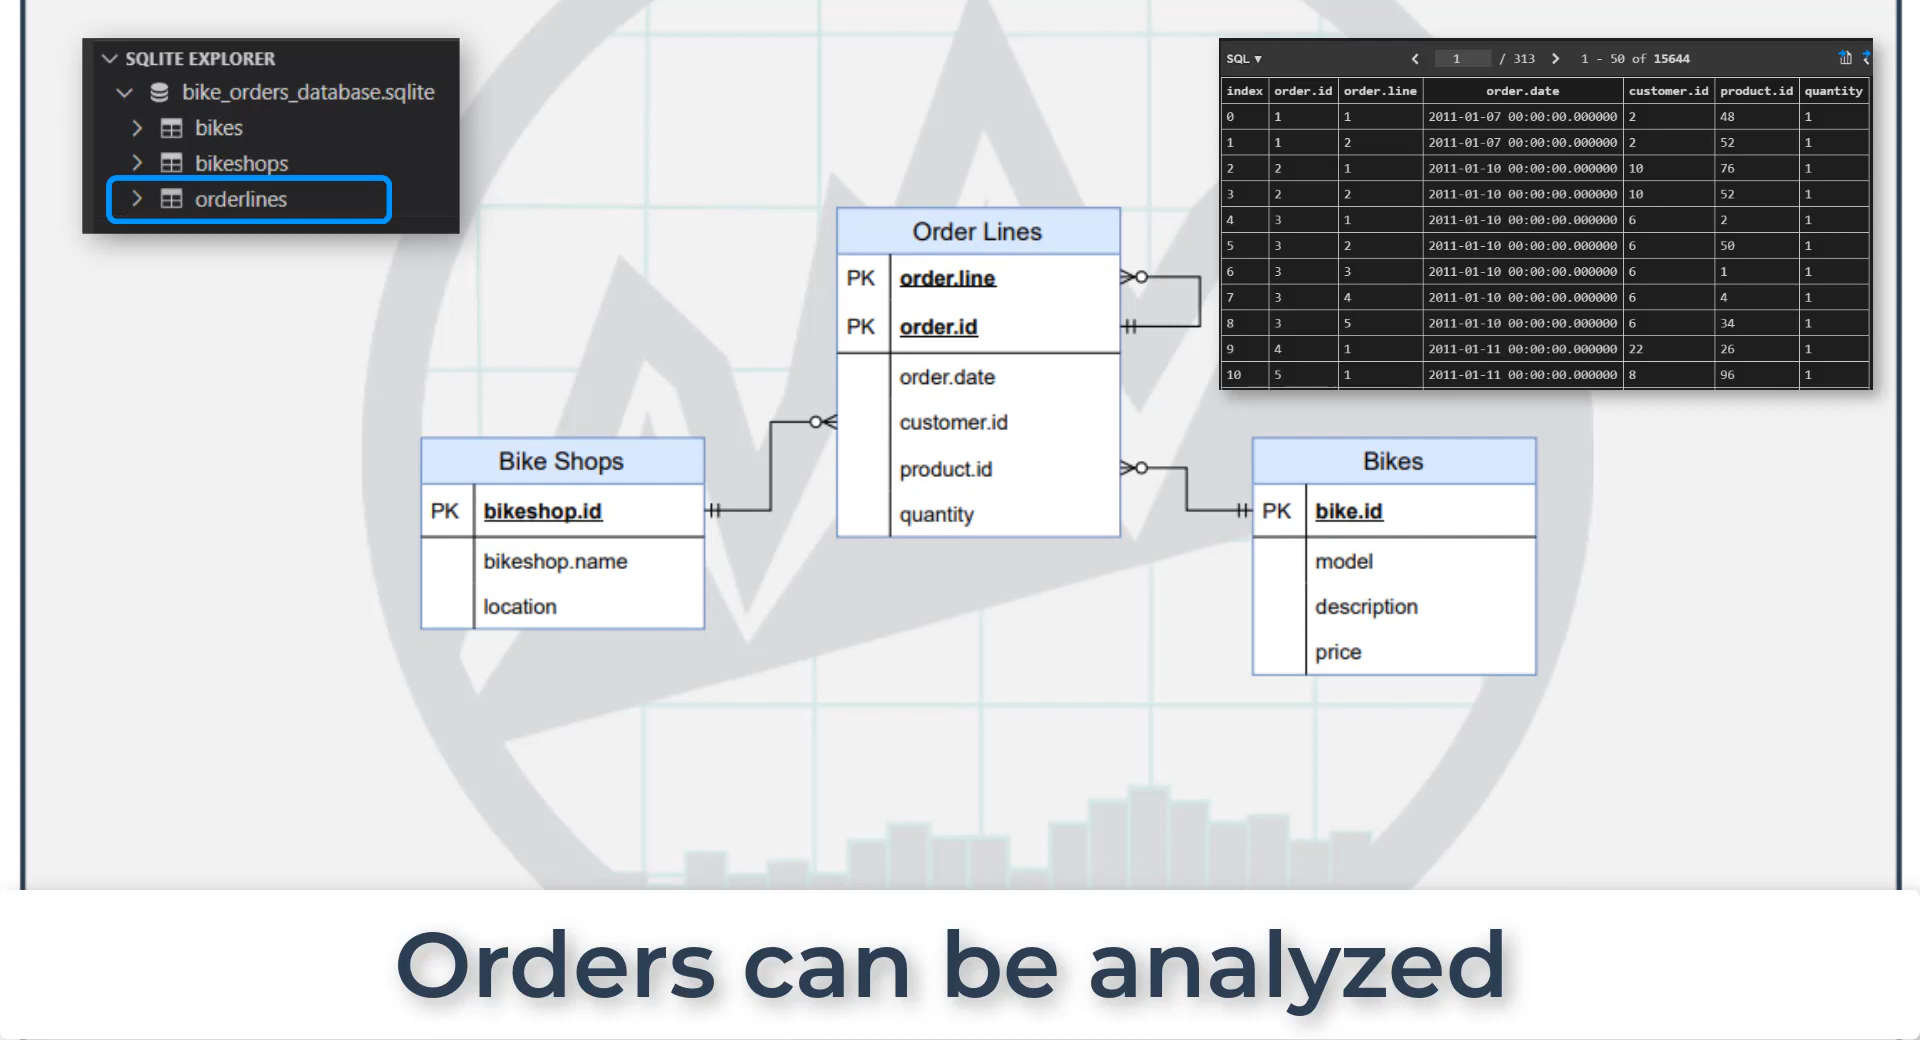 SQLITE EXPLORER
bike_orders_database.sqlite
bikes
bikeshops
orderlines
SQL 1 / 313 1 - 50 of 15644
index order.id order.line order.date customer.id product.id quantity
0 1 1 2011-01-07 00:00:00.000000 2 48 1
1 1 2 2011-01-07 00:00:00.000000 2 52 1
2 2 1 2011-01-10 00:00:00.000000 10 76 1
3 2 2 2011-01-10 00:00:00.000000 10 52 1
4 3 1 2011-01-10 00:00:00.000000 6 2 1
5 3 2 2011-01-10 00:00:00.000000 6 50 1
6 3 3 2011-01-10 00:00:00.000000 6 1 1
7 3 4 2011-01-10 00:00:00.000000 6 4 1
8 3 5 2011-01-10 00:00:00.000000 6 34 1
9 4 1 2011-01-11 00:00:00.000000 22 26 1
10 5 1 2011-01-11 00:00:00.000000 8 96 1
Order Lines
PK order.line
PK order.id
order.date
customer.id
product.id
quantity
Bike Shops
PK bikeshop.id
bikeshop.name
location
Bikes
PK bike.id
model
description
price
Orders can be analyzed